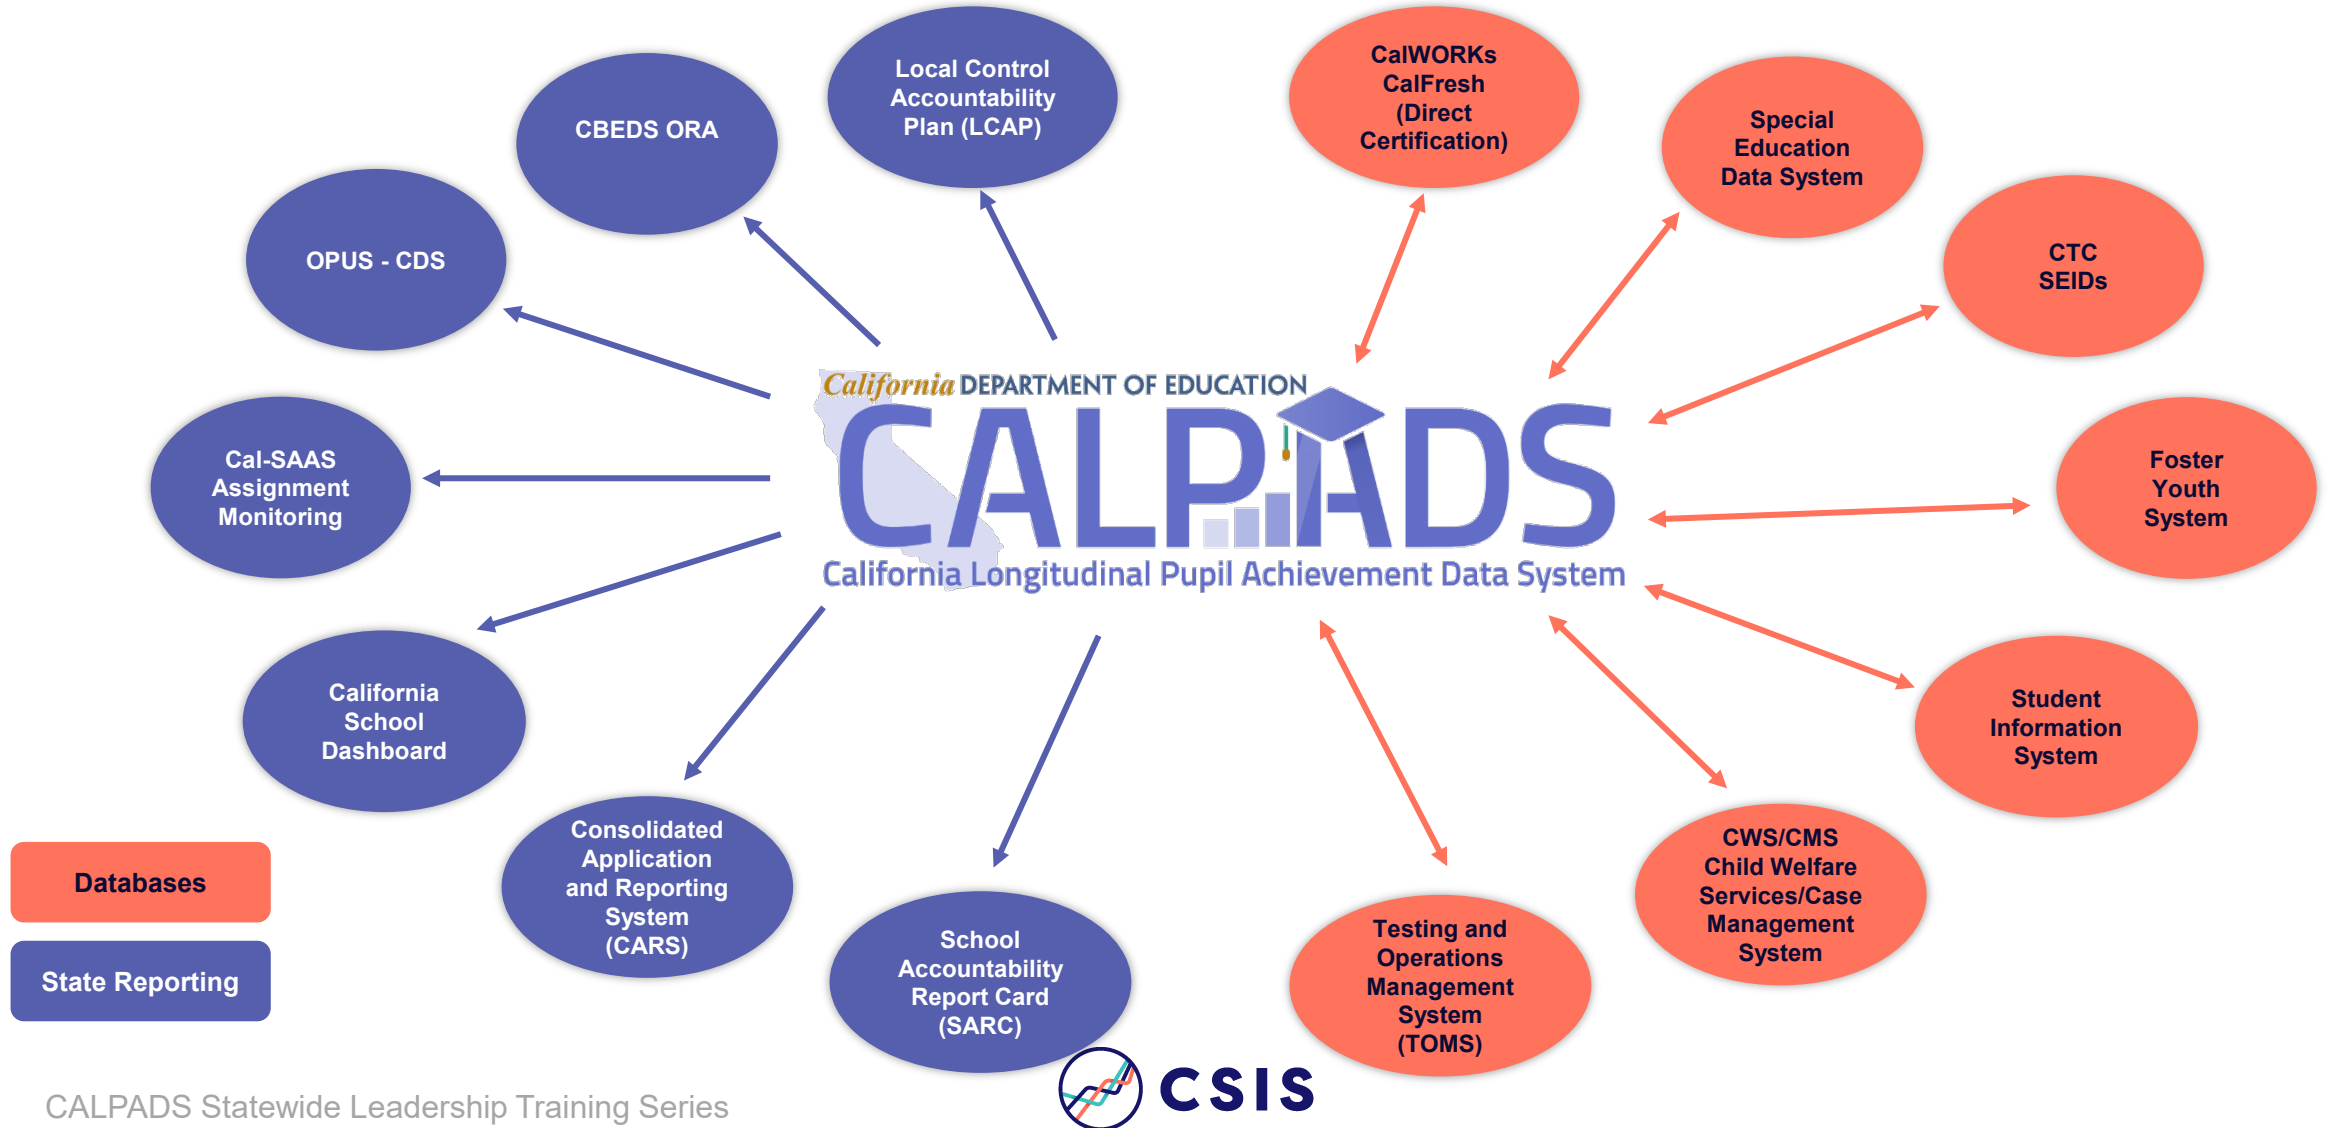 Local Control
Accountability
Plan (LCAP)
CBEDS ORA
OPUS - CDS
Cal-SAAS
Assignment
Monitoring
California
School
Dashboard
Consolidated
Application
and Reporting
System
(CARS)
School
Accountability
Report Card
(SARC)
CalWORKs
CalFresh
(Direct
Certification)
Special
Education
Data System
CTC
SEIDs
Foster
Youth
System
Student
Information
System
CWS/CMS
Child Welfare
Services/Case
Management
System
Testing and
Operations
Management
System
(TOMS)
California DEPARTMENT OF EDUCATION
CALPADS
California Longitudinal Pupil Achievement Data System
Databases
State Reporting
CALPADS Statewide Leadership Training Series
CSIS